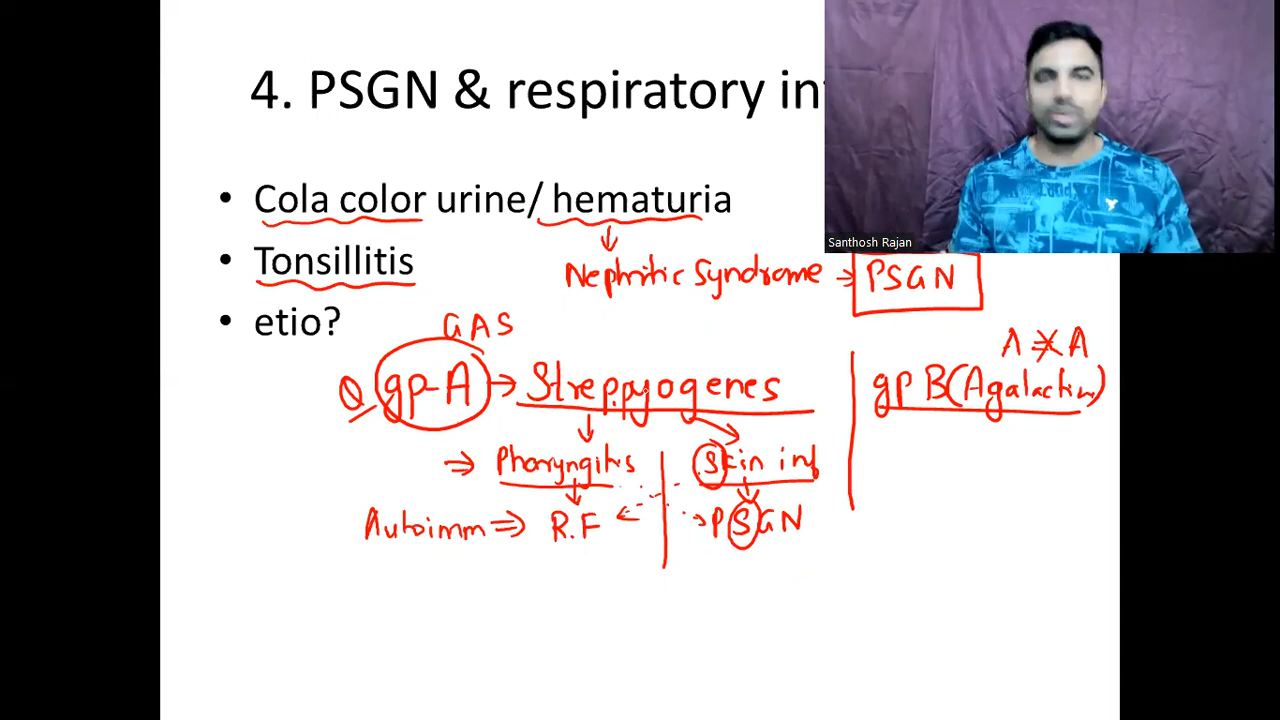 4. PSGN & respiratory in
• Cola color urine/ hematuria
Santhosh Rajan
• Tonsillitis
Nephritic Syndrome → PSGN
• etio?
GAS
A ≠ A
gp-A → Strep.pyogenes
gp B (Agalactiae)
⇒ Pharyngitis
Skin inf
Autoimm ⇒ R.F
PSGN